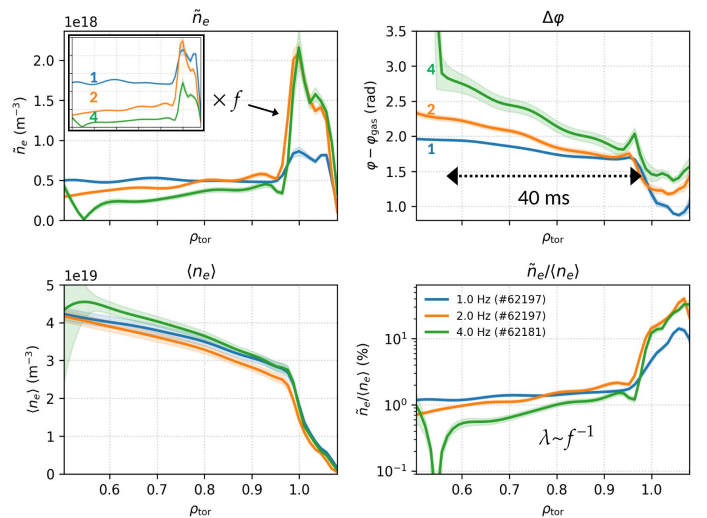 ñₑ
1e18
2.0
1.5
1.0
0.5
0.0
ñₑ (m⁻³)
1
2
4
× f
ρtor
Δφ
3.5
3.0
2.5
2.0
1.5
1.0
φ − φgas (rad)
4
2
1
40 ms
ρtor
⟨nₑ⟩
1e19
5
4
3
2
1
0
⟨nₑ⟩ (m⁻³)
0.6 0.7 0.8 0.9 1.0
ρtor
ñₑ/⟨nₑ⟩
10¹
10⁰
10⁻¹
ñₑ/⟨nₑ⟩ (%)
1.0 Hz (#62197)
2.0 Hz (#62197)
4.0 Hz (#62181)
λ~f⁻¹
0.6 0.7 0.8 0.9 1.0
ρtor